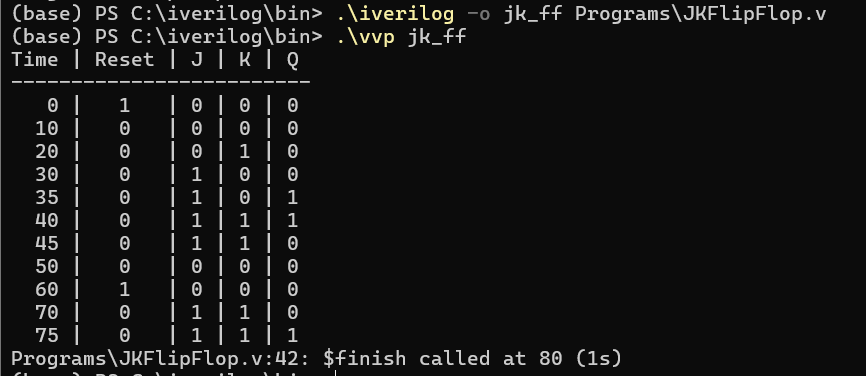 (base) PS C:\iverilog\bin> .\iverilog -o jk_ff Programs\JKFlipFlop.v
(base) PS C:\iverilog\bin> .\vvp jk_ff
Time | Reset | J | K | Q
-------------------------
   0 |   1   | 0 | 0 | 0
  10 |   0   | 0 | 0 | 0
  20 |   0   | 0 | 1 | 0
  30 |   0   | 1 | 0 | 0
  35 |   0   | 1 | 0 | 1
  40 |   0   | 1 | 1 | 1
  45 |   0   | 1 | 1 | 0
  50 |   0   | 0 | 0 | 0
  60 |   1   | 0 | 0 | 0
  70 |   0   | 1 | 1 | 0
  75 |   0   | 1 | 1 | 1
Programs\JKFlipFlop.v:42: $finish called at 80 (1s)
(base) PS C:\iverilog\bin>